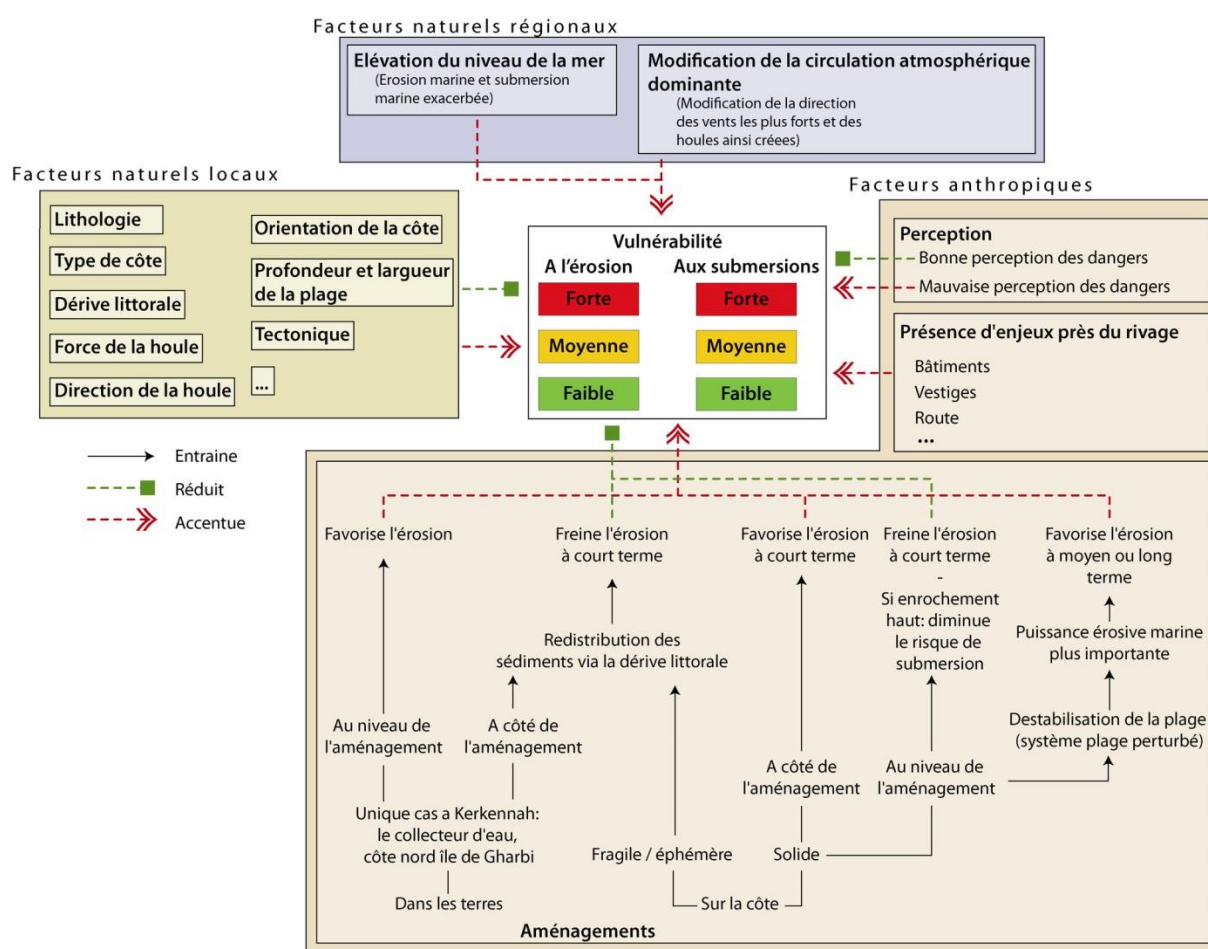 Facteurs naturels régionaux
Elévation du niveau de la mer
(Erosion marine et submersion
marine exacerbée)
Modification de la circulation atmosphérique
dominante
(Modification de la direction
des vents les plus forts et des
houles ainsi créees)
Facteurs naturels locaux
Lithologie
Type de côte
Dérive littorale
Force de la houle
Direction de la houle
Orientation de la côte
Profondeur et largueur
de la plage
Tectonique
...
Vulnérabilité
A l'érosion
Forte
Moyenne
Faible
Aux submersions
Forte
Moyenne
Faible
Facteurs anthropiques
Perception
Bonne perception des dangers
Mauvaise perception des dangers
Présence d'enjeux près du rivage
Bâtiments
Vestiges
Route
...
Entraine
Réduit
Accentue
Favorise l'érosion
Freine l'érosion
à court terme
Favorise l'érosion
à court terme
Freine l'érosion
à court terme
-
Si enrochement
haut: diminue
le risque de
submersion
Favorise l'érosion
à moyen ou long
terme
Redistribution des
sédiments via la dérive littorale
Puissance érosive marine
plus importante
Au niveau de
l'aménagement
A côté de
l'aménagement
Destabilisation de la plage
(système plage perturbé)
A côté de
l'aménagement
Au niveau de
l'aménagement
Unique cas a Kerkennah:
le collecteur d'eau,
côte nord île de Gharbi
Fragile / éphémère
Solide
Dans les terres
Sur la côte
Aménagements